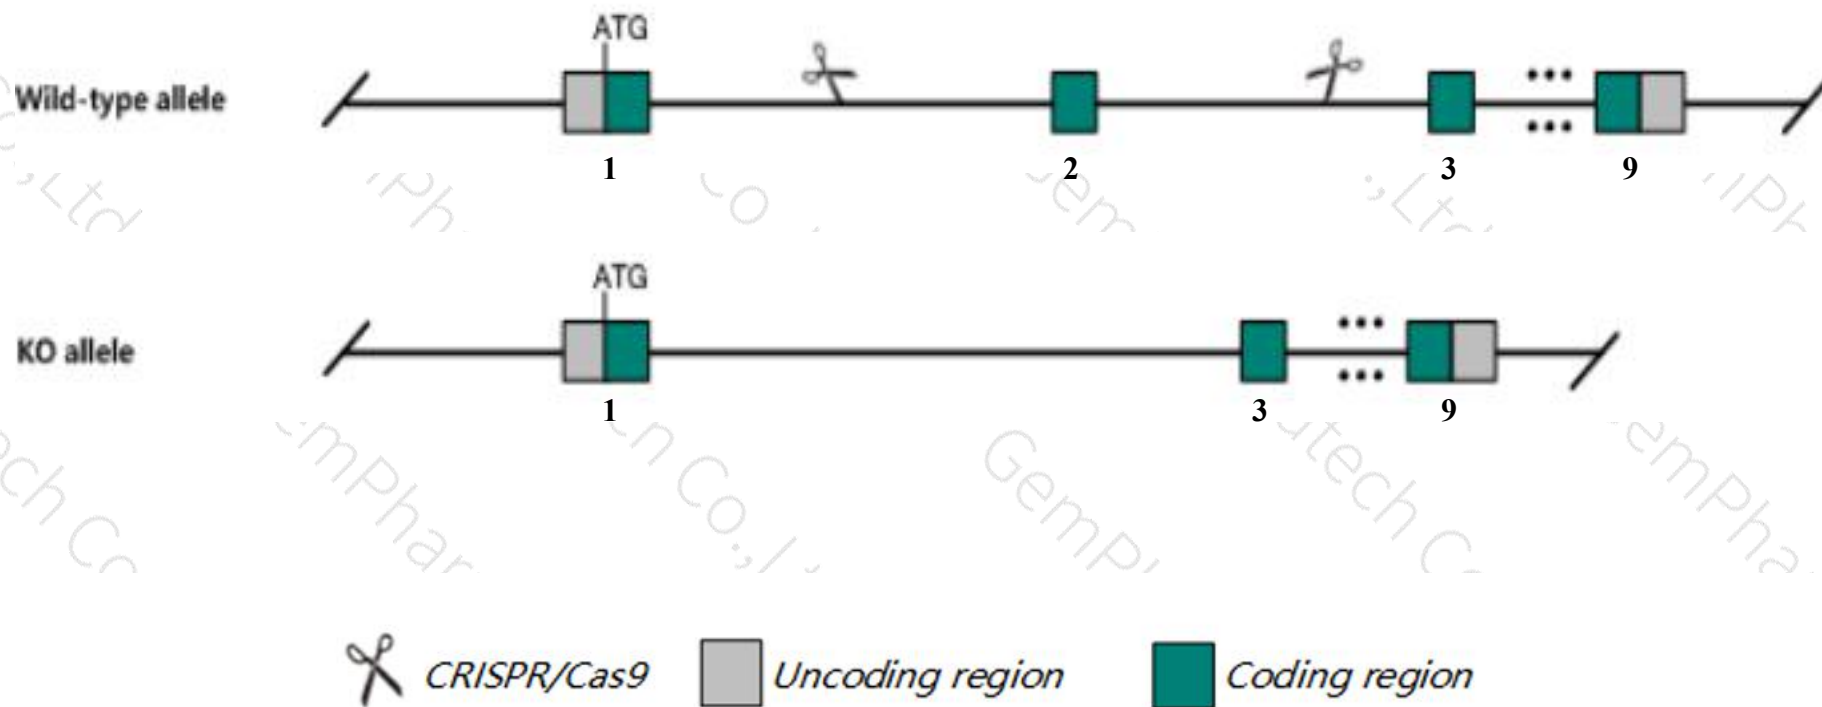 ATG
Wild-type allele
1 2 3 9
ATG
KO allele
1 3 9
CRISPR/Cas9 Uncoding region Coding region